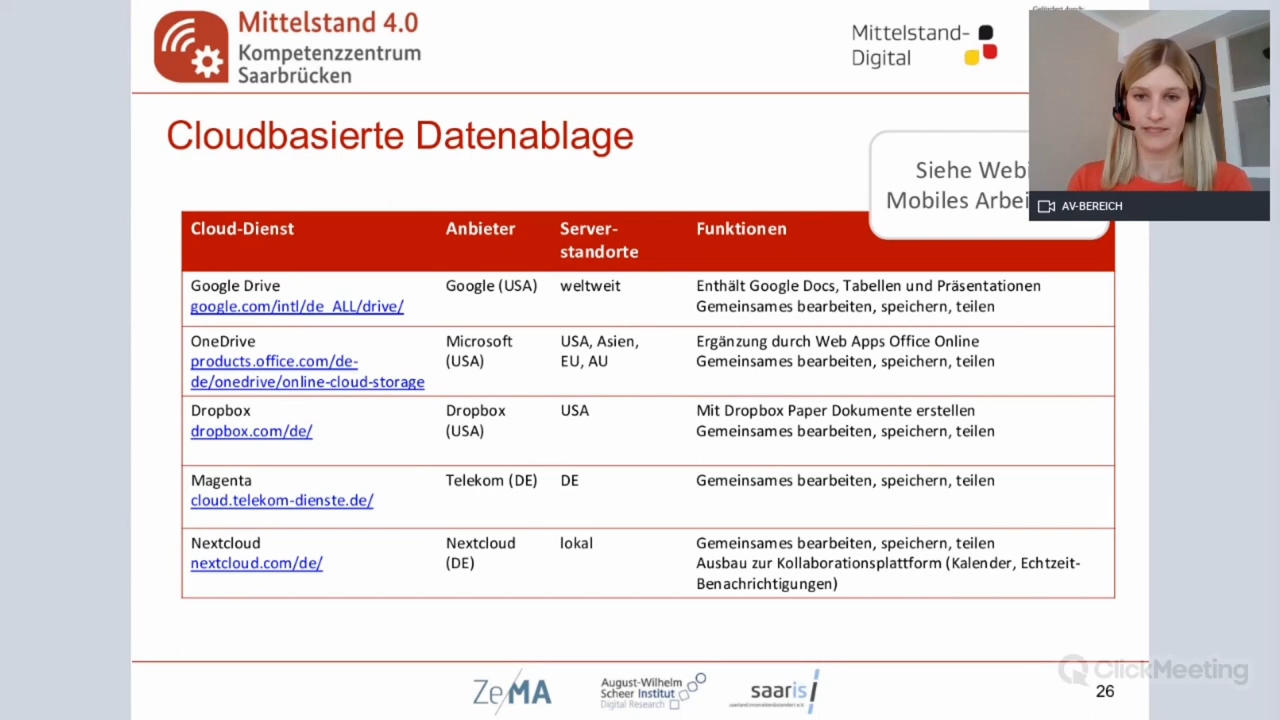 Mittelstand 4.0
Kompetenzzentrum
Saarbrücken
Mittelstand-
Digital
Gefördert durch:
Cloudbasierte Datenablage
Siehe Webi
Mobiles Arbei
AV-BEREICH
Cloud-Dienst Anbieter Server-
standorte Funktionen
Google Drive Google (USA) weltweit Enthält Google Docs, Tabellen und Präsentationen
google.com/intl/de_ALL/drive/ Gemeinsames bearbeiten, speichern, teilen
OneDrive Microsoft USA, Asien, Ergänzung durch Web Apps Office Online
products.office.com/de- (USA) EU, AU Gemeinsames bearbeiten, speichern, teilen
de/onedrive/online-cloud-storage
Dropbox Dropbox USA Mit Dropbox Paper Dokumente erstellen
dropbox.com/de/ (USA) Gemeinsames bearbeiten, speichern, teilen
Magenta Telekom (DE) DE Gemeinsames bearbeiten, speichern, teilen
cloud.telekom-dienste.de/
Nextcloud Nextcloud lokal Gemeinsames bearbeiten, speichern, teilen
nextcloud.com/de/ (DE) Ausbau zur Kollaborationsplattform (Kalender, Echtzeit-
Benachrichtigungen)
ZeMA
August-Wilhelm
Scheer Institut
Digital Research
saaris
ClickMeeting
26